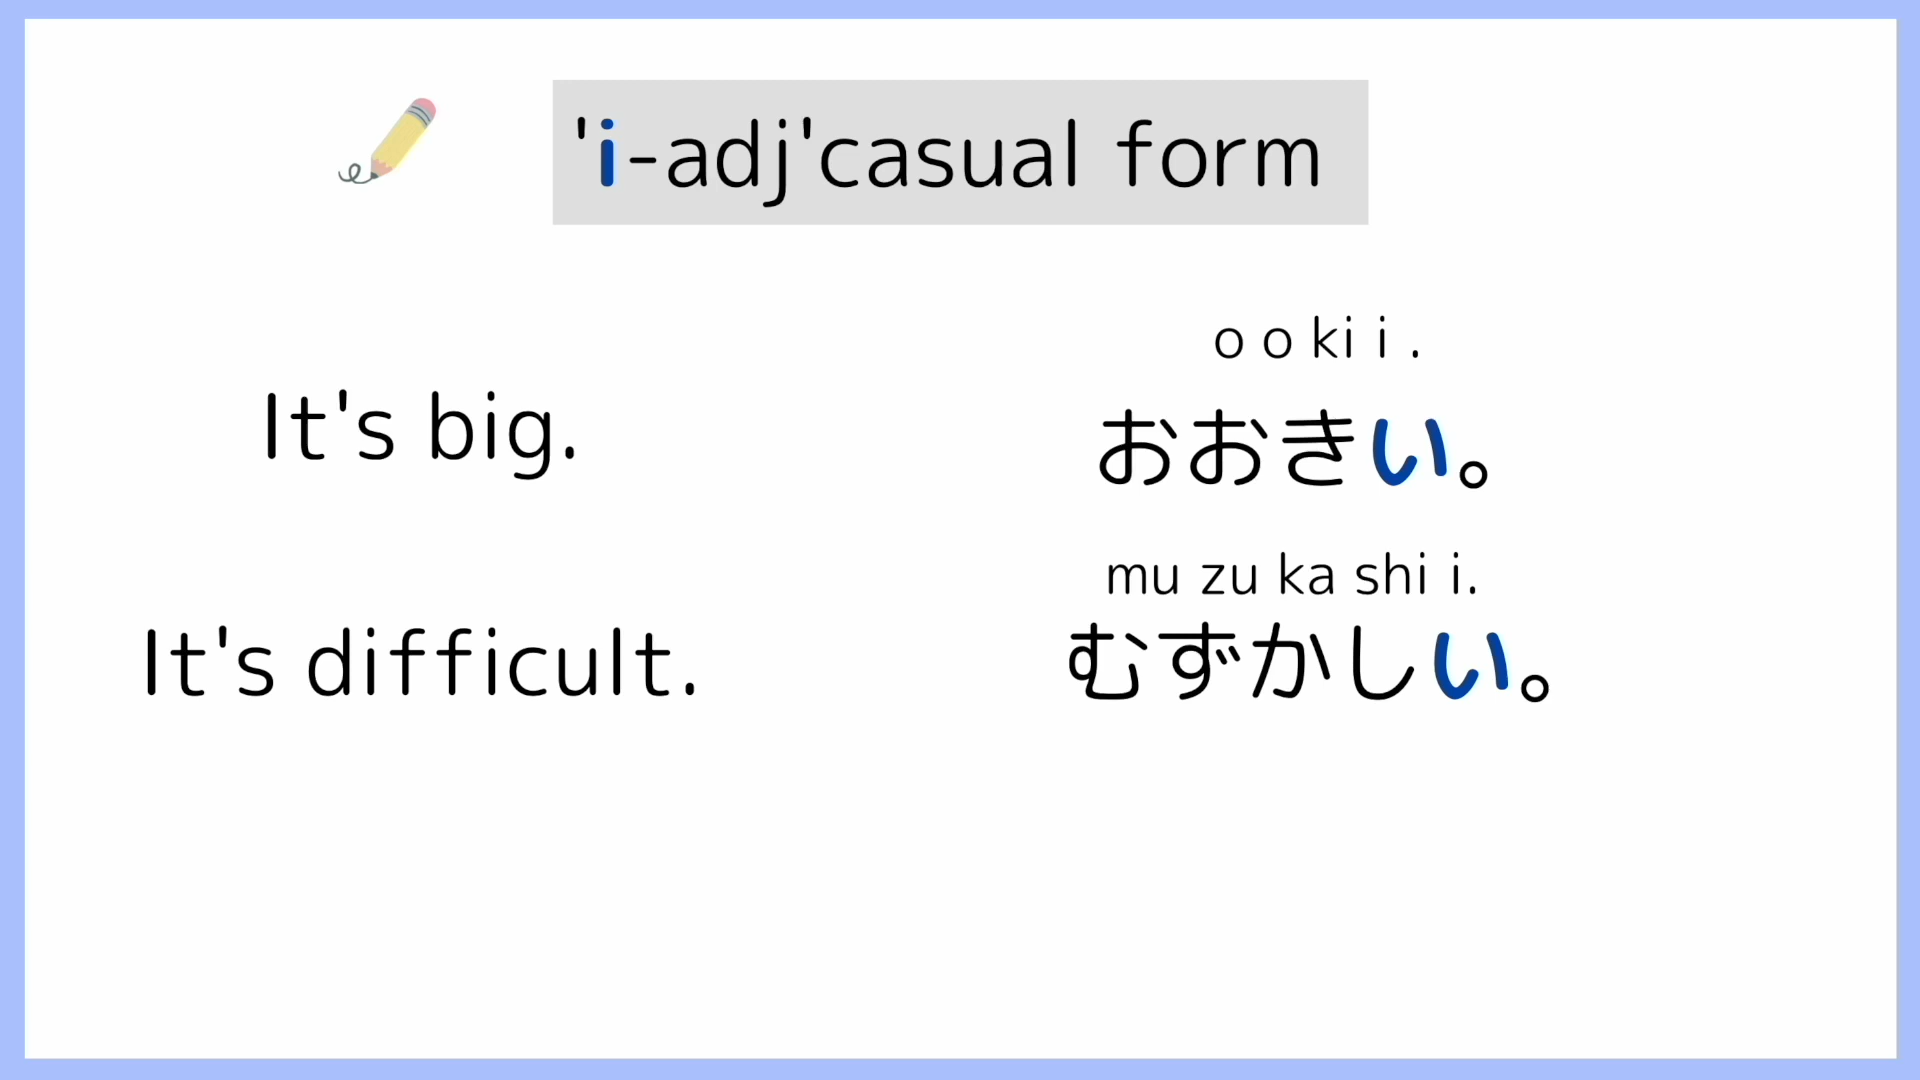 'i-adj'casual form
o o ki i .
It's big.
おおきい。
mu zu ka shi i.
It's difficult.
むずかしい。